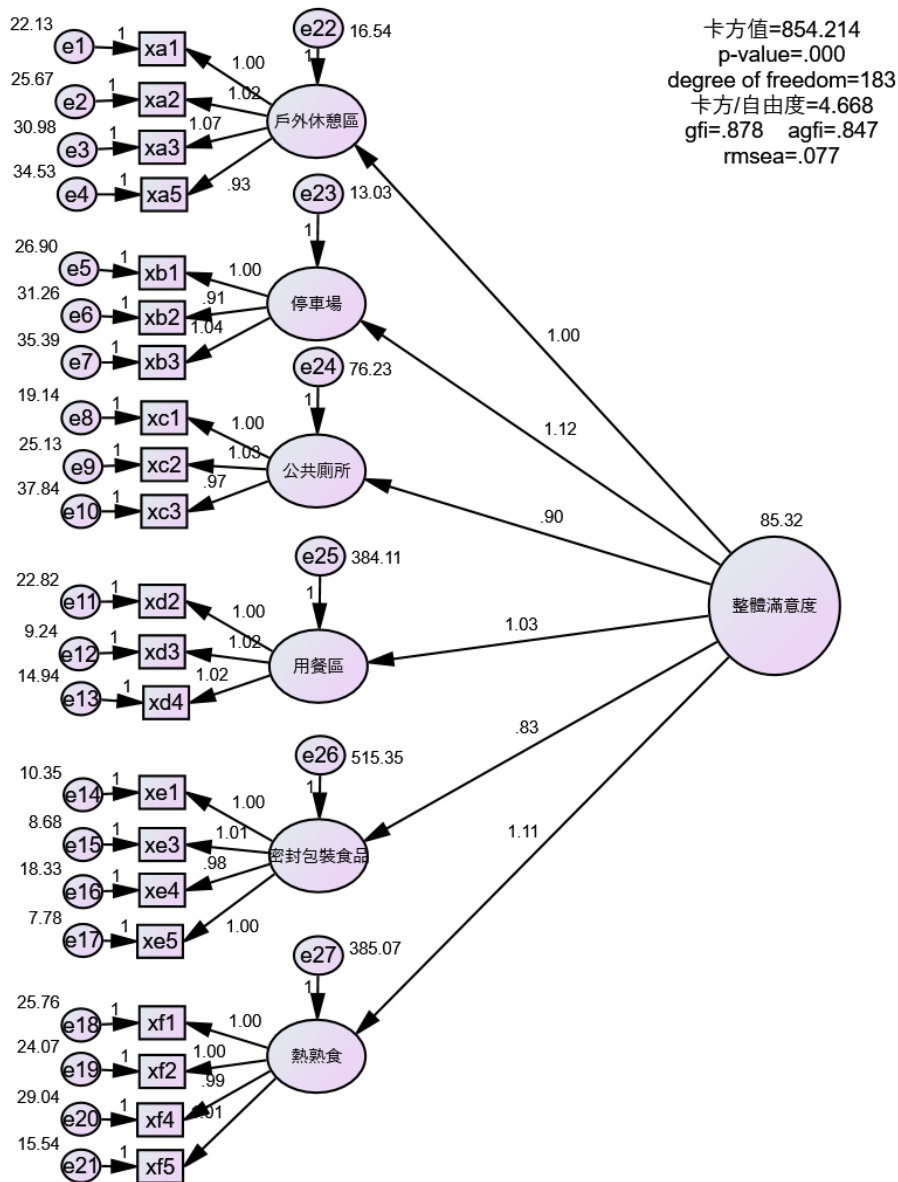 卡方值=854.214
p-value=.000
degree of freedom=183
卡方/自由度=4.668
gfi=.878 agfi=.847
rmsea=.077
22.13
e1 1 xa1
1.00
25.67
e2 1 xa2
1.02
30.98
e3 1 xa3
1.07
34.53
e4 1 xa5
.93
e22 16.54
1
戶外休憩區
1.00
26.90
e5 1 xb1
1.00
31.26
e6 1 xb2
.91
35.39
e7 1 xb3
1.04
e23 13.03
1
停車場
1.12
19.14
e8 1 xc1
1.00
25.13
e9 1 xc2
1.03
37.84
e10 1 xc3
.97
e24 76.23
1
公共廁所
.90
22.82
e11 1 xd2
1.00
9.24
e12 1 xd3
1.02
14.94
e13 1 xd4
1.02
e25 384.11
1
用餐區
1.03
85.32
整體滿意度
10.35
e14 1 xe1
1.00
8.68
e15 1 xe3
1.01
18.33
e16 1 xe4
.98
7.78
e17 1 xe5
1.00
e26 515.35
1
密封包裝食品
.83
25.76
e18 1 xf1
1.00
24.07
e19 1 xf2
1.00
29.04
e20 1 xf4
.99
15.54
e21 1 xf5
e27 385.07
1
熱熟食
1.11